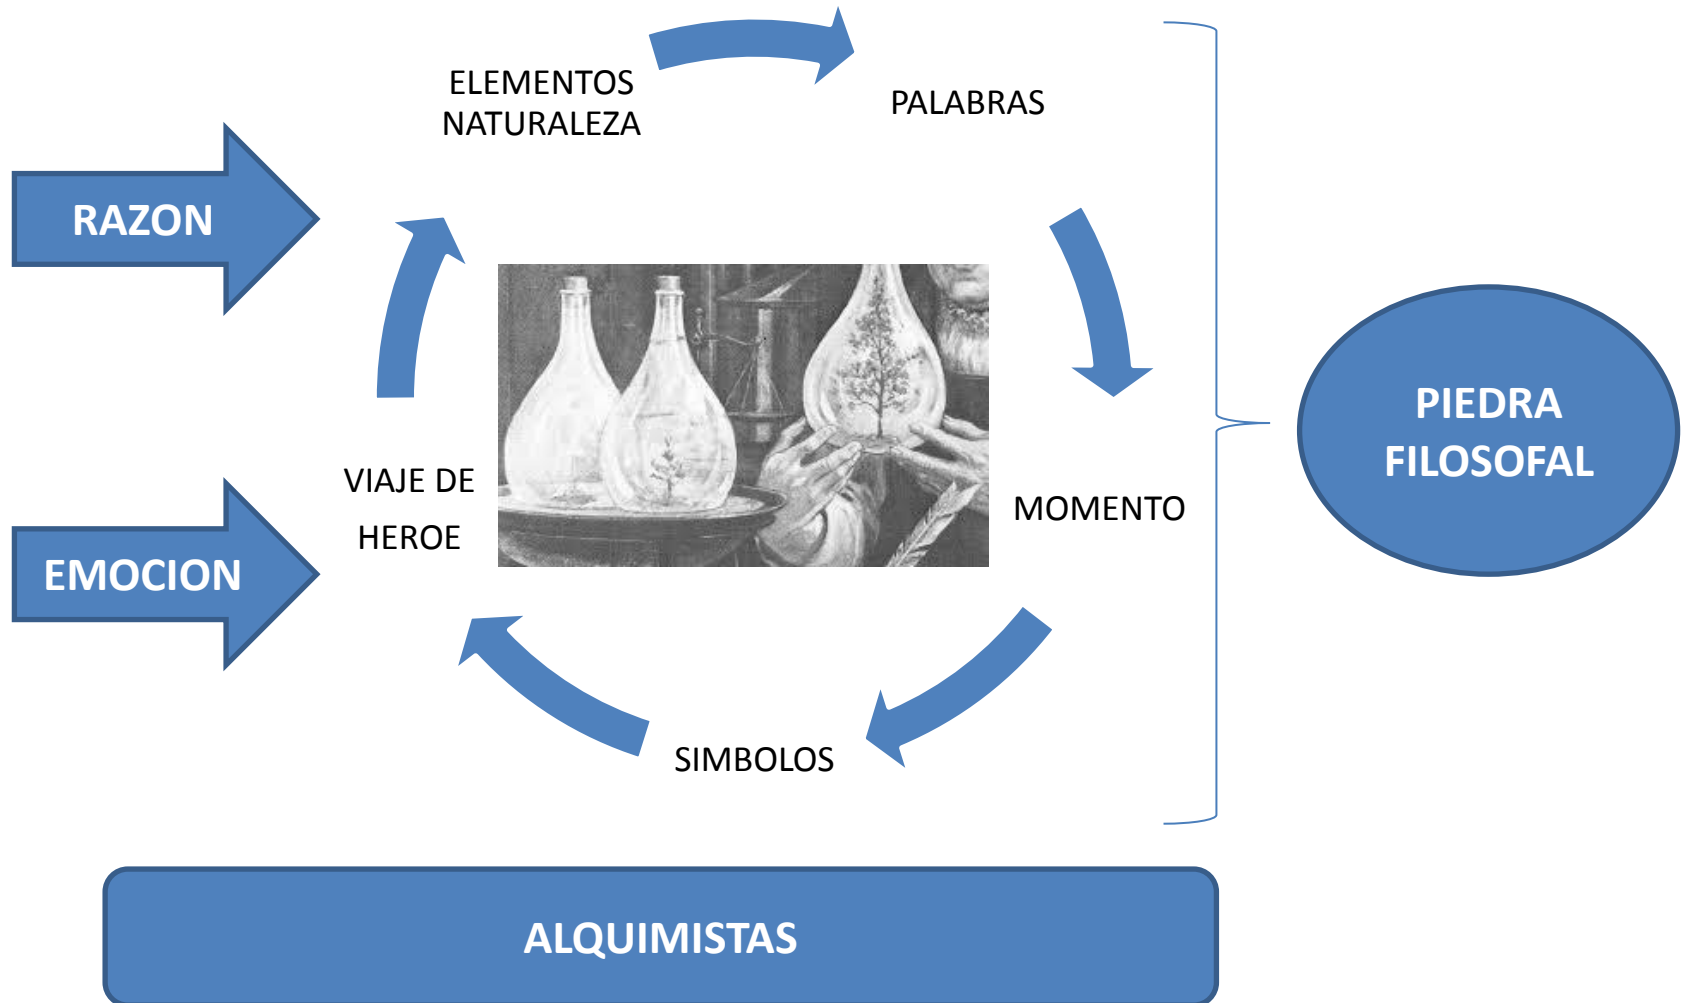 ELEMENTOS
NATURALEZA
PALABRAS
RAZON
VIAJE DE
HEROE
MOMENTO
EMOCION
SIMBOLOS
PIEDRA
FILOSOFAL
ALQUIMISTAS